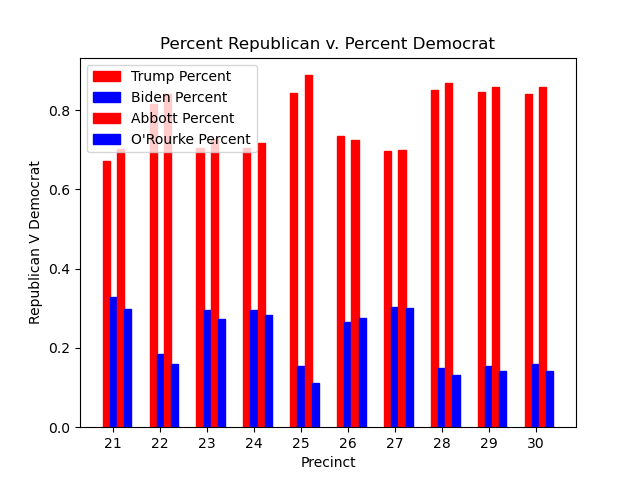 Percent Republican v. Percent Democrat
Trump Percent
Biden Percent
Abbott Percent
O'Rourke Percent
Republican V Democrat
0.8
0.6
0.4
0.2
0.0
21 22 23 24 25 26 27 28 29 30
Precinct